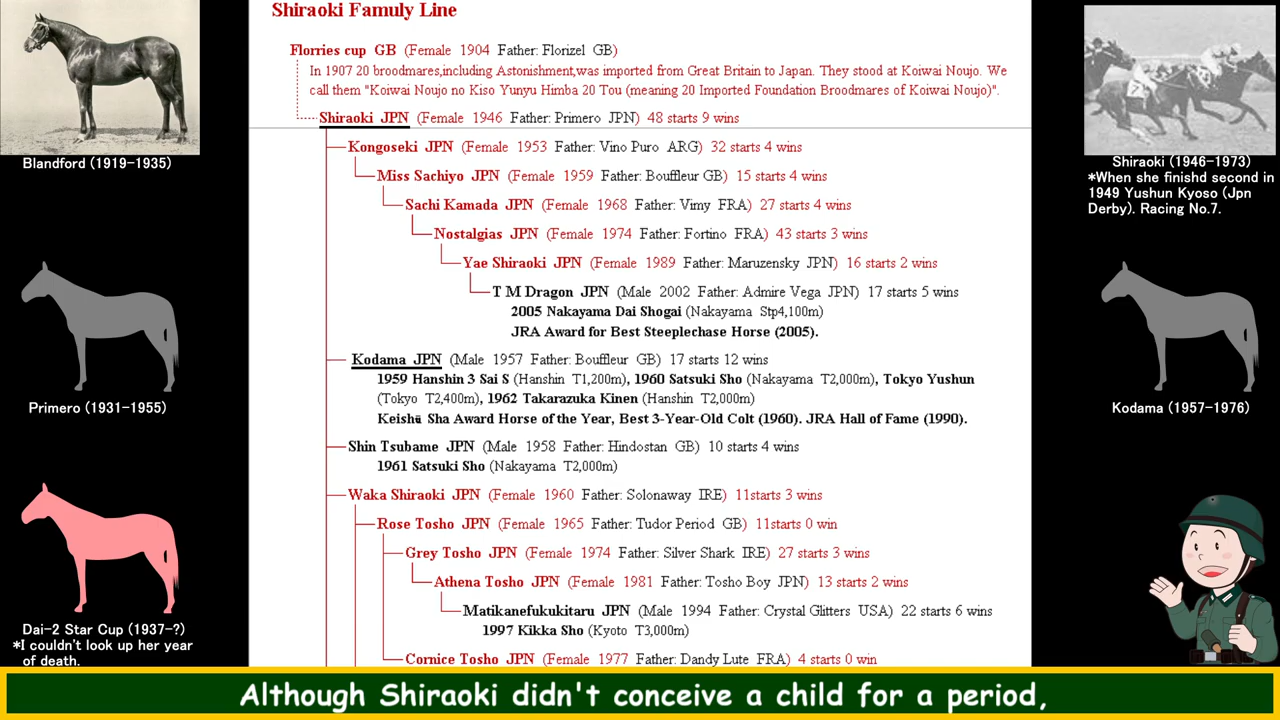 Shiraoki Famuly Line
Florries cup GB (Female 1904 Father: Florizel GB)
In 1907 20 broodmares,including Astonishment,was imported from Great Britain to Japan. They stood at Koiwai Noujo. We
call them "Koiwai Noujo no Kiso Yunyu Himba 20 Tou (meaning 20 Imported Foundation Broodmares of Koiwai Noujo)".
Shiraoki JPN (Female 1946 Father: Primero JPN) 48 starts 9 wins
Kongoseki JPN (Female 1953 Father: Vino Puro ARG) 32 starts 4 wins
Miss Sachiyo JPN (Female 1959 Father: Bouffleur GB) 15 starts 4 wins
Sachi Kamada JPN (Female 1968 Father: Vimy FRA) 27 starts 4 wins
Nostalgias JPN (Female 1974 Father: Fortino FRA) 43 starts 3 wins
Yae Shiraoki JPN (Female 1989 Father: Maruzensky JPN) 16 starts 2 wins
T M Dragon JPN (Male 2002 Father: Admire Vega JPN) 17 starts 5 wins
2005 Nakayama Dai Shogai (Nakayama Stp4,100m)
JRA Award for Best Steeplechase Horse (2005).
Kodama JPN (Male 1957 Father: Bouffleur GB) 17 starts 12 wins
1959 Hanshin 3 Sai S (Hanshin T1,200m), 1960 Satsuki Sho (Nakayama T2,000m), Tokyo Yushun
(Tokyo T2,400m), 1962 Takarazuka Kinen (Hanshin T2,000m)
Keishū Sha Award Horse of the Year, Best 3-Year-Old Colt (1960). JRA Hall of Fame (1990).
Shin Tsubame JPN (Male 1958 Father: Hindostan GB) 10 starts 4 wins
1961 Satsuki Sho (Nakayama T2,000m)
Waka Shiraoki JPN (Female 1960 Father: Solonaway IRE) 11starts 3 wins
Rose Tosho JPN (Female 1965 Father: Tudor Period GB) 11starts 0 win
Grey Tosho JPN (Female 1974 Father: Silver Shark IRE) 27 starts 3 wins
Athena Tosho JPN (Female 1981 Father: Tosho Boy JPN) 13 starts 2 wins
Matikanefukukitaru JPN (Male 1994 Father: Crystal Glitters USA) 22 starts 6 wins
1997 Kikka Sho (Kyoto T3,000m)
Cornice Tosho JPN (Female 1977 Father: Dandy Lute FRA) 4 starts 0 win
Blandford (1919-1935)
Primero (1931-1955)
Dai-2 Star Cup (1937-?)
*I couldn't look up her year
of death.
Shiraoki (1946-1973)
*When she finishd second in
1949 Yushun Kyoso (Jpn
Derby). Racing No.7.
Kodama (1957-1976)
Although Shiraoki didn't conceive a child for a period,